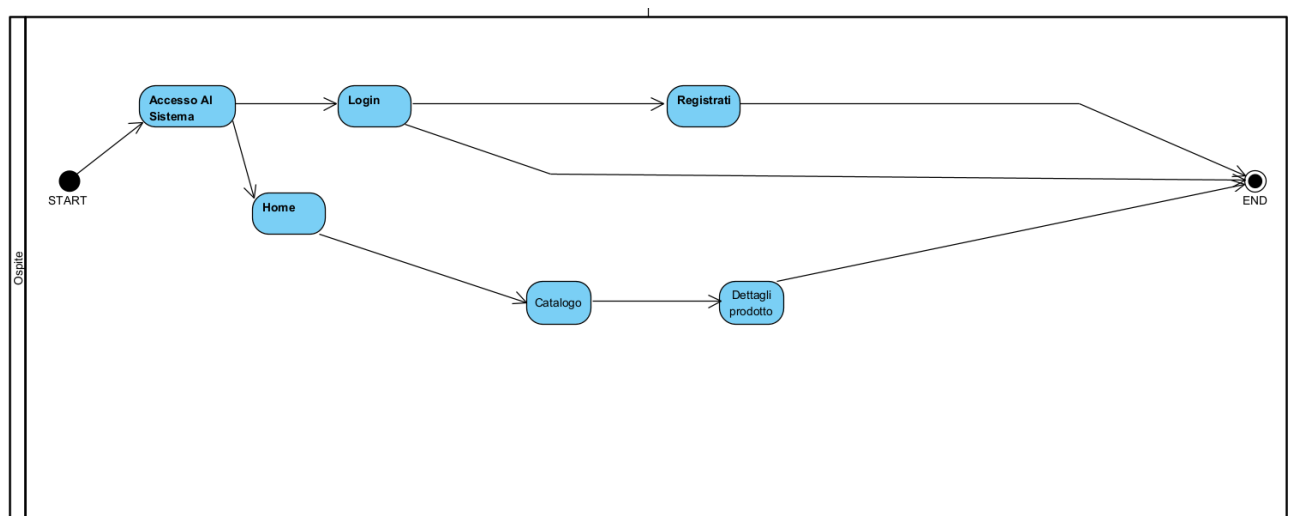 Accesso Al
Sistema
Login
Registrati
START
END
Home
Ospite
Catalogo
Dettagli
prodotto